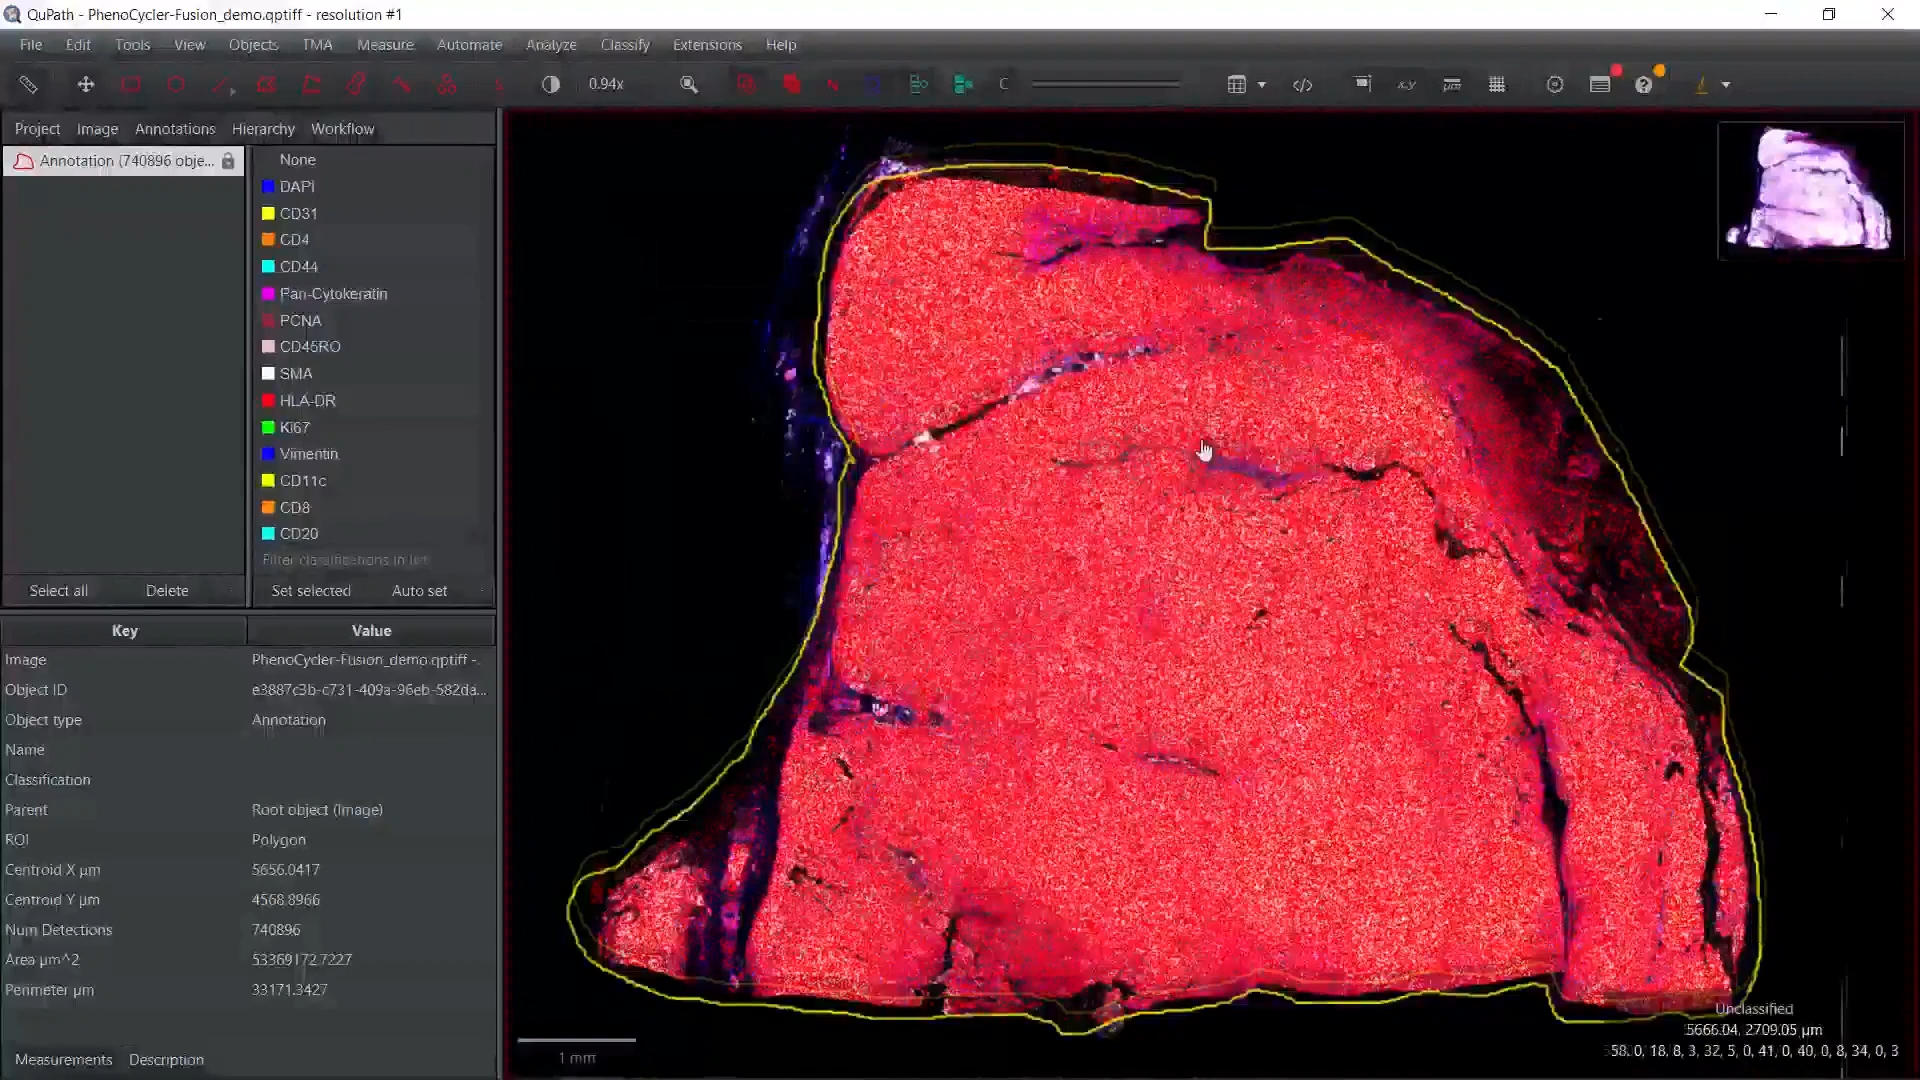 QuPath - PhenoCycler-Fusion_demo.qptiff - resolution #1
File Edit Tools View Objects TMA Measure Automate Analyze Classify Extensions Help
0.94x
C
Project Image Annotations Hierarchy Workflow
Annotation (740896 obje...
None
DAPI
CD31
CD4
CD44
Pan-Cytokeratin
PCNA
CD45RO
SMA
HLA-DR
Ki67
Vimentin
CD11c
CD8
CD20
Filter classifications in list
Select all Delete Set selected Auto set
Key Value
Image PhenoCycler-Fusion_demo.qptiff -.
Object ID e3887c3b-c731-409a-96eb-582da...
Object type Annotation
Name
Classification
Parent Root object (Image)
ROI Polygon
Centroid X µm 5656.0417
Centroid Y µm 4568.8966
Num Detections 740896
Area µm^2 53369172.7227
Perimeter µm 33171.3427
Measurements Description
1 mm
Unclassified
5666.04, 2709.05 µm
58, 0, 18, 8, 3, 32, 5, 0, 41, 0, 40, 0, 8, 34, 0, 3